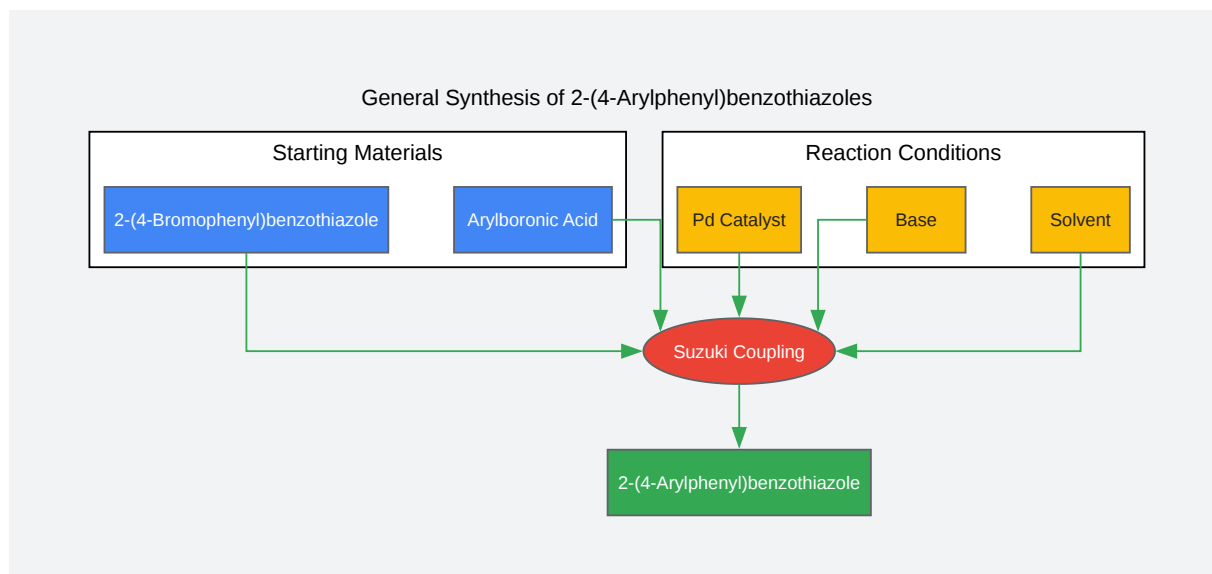 General Synthesis of 2-(4-Arylphenyl)benzothiazoles
Starting Materials
Reaction Conditions
2-(4-Bromophenyl)benzothiazole
Arylboronic Acid
Pd Catalyst
Base
Solvent
Suzuki Coupling
2-(4-Arylphenyl)benzothiazole